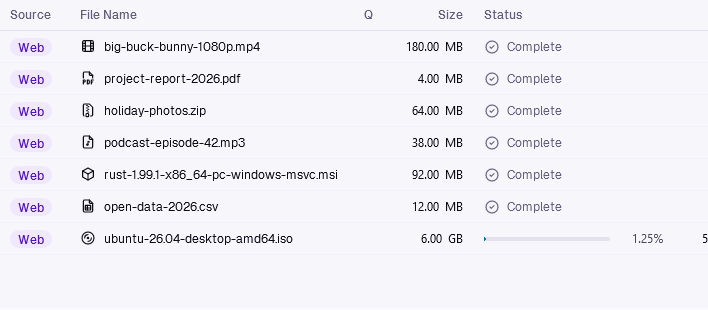 Source File Name Q Size Status
Web big-buck-bunny-1080p.mp4 180.00 MB Complete
Web project-report-2026.pdf 4.00 MB Complete
Web holiday-photos.zip 64.00 MB Complete
Web podcast-episode-42.mp3 38.00 MB Complete
Web rust-1.99.1-x86_64-pc-windows-msvc.msi 92.00 MB Complete
Web open-data-2026.csv 12.00 MB Complete
Web ubuntu-26.04-desktop-amd64.iso 6.00 GB 1.25% 5